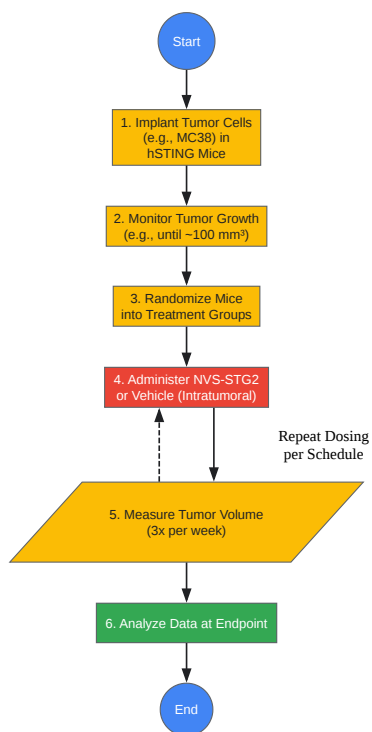 Start
1. Implant Tumor Cells
(e.g., MC38) in
hSTING Mice
2. Monitor Tumor Growth
(e.g., until ~100 mm³)
3. Randomize Mice
into Treatment Groups
4. Administer NVS-STG2
or Vehicle (Intratumoral)
Repeat Dosing
per Schedule
5. Measure Tumor Volume
(3x per week)
6. Analyze Data at Endpoint
End